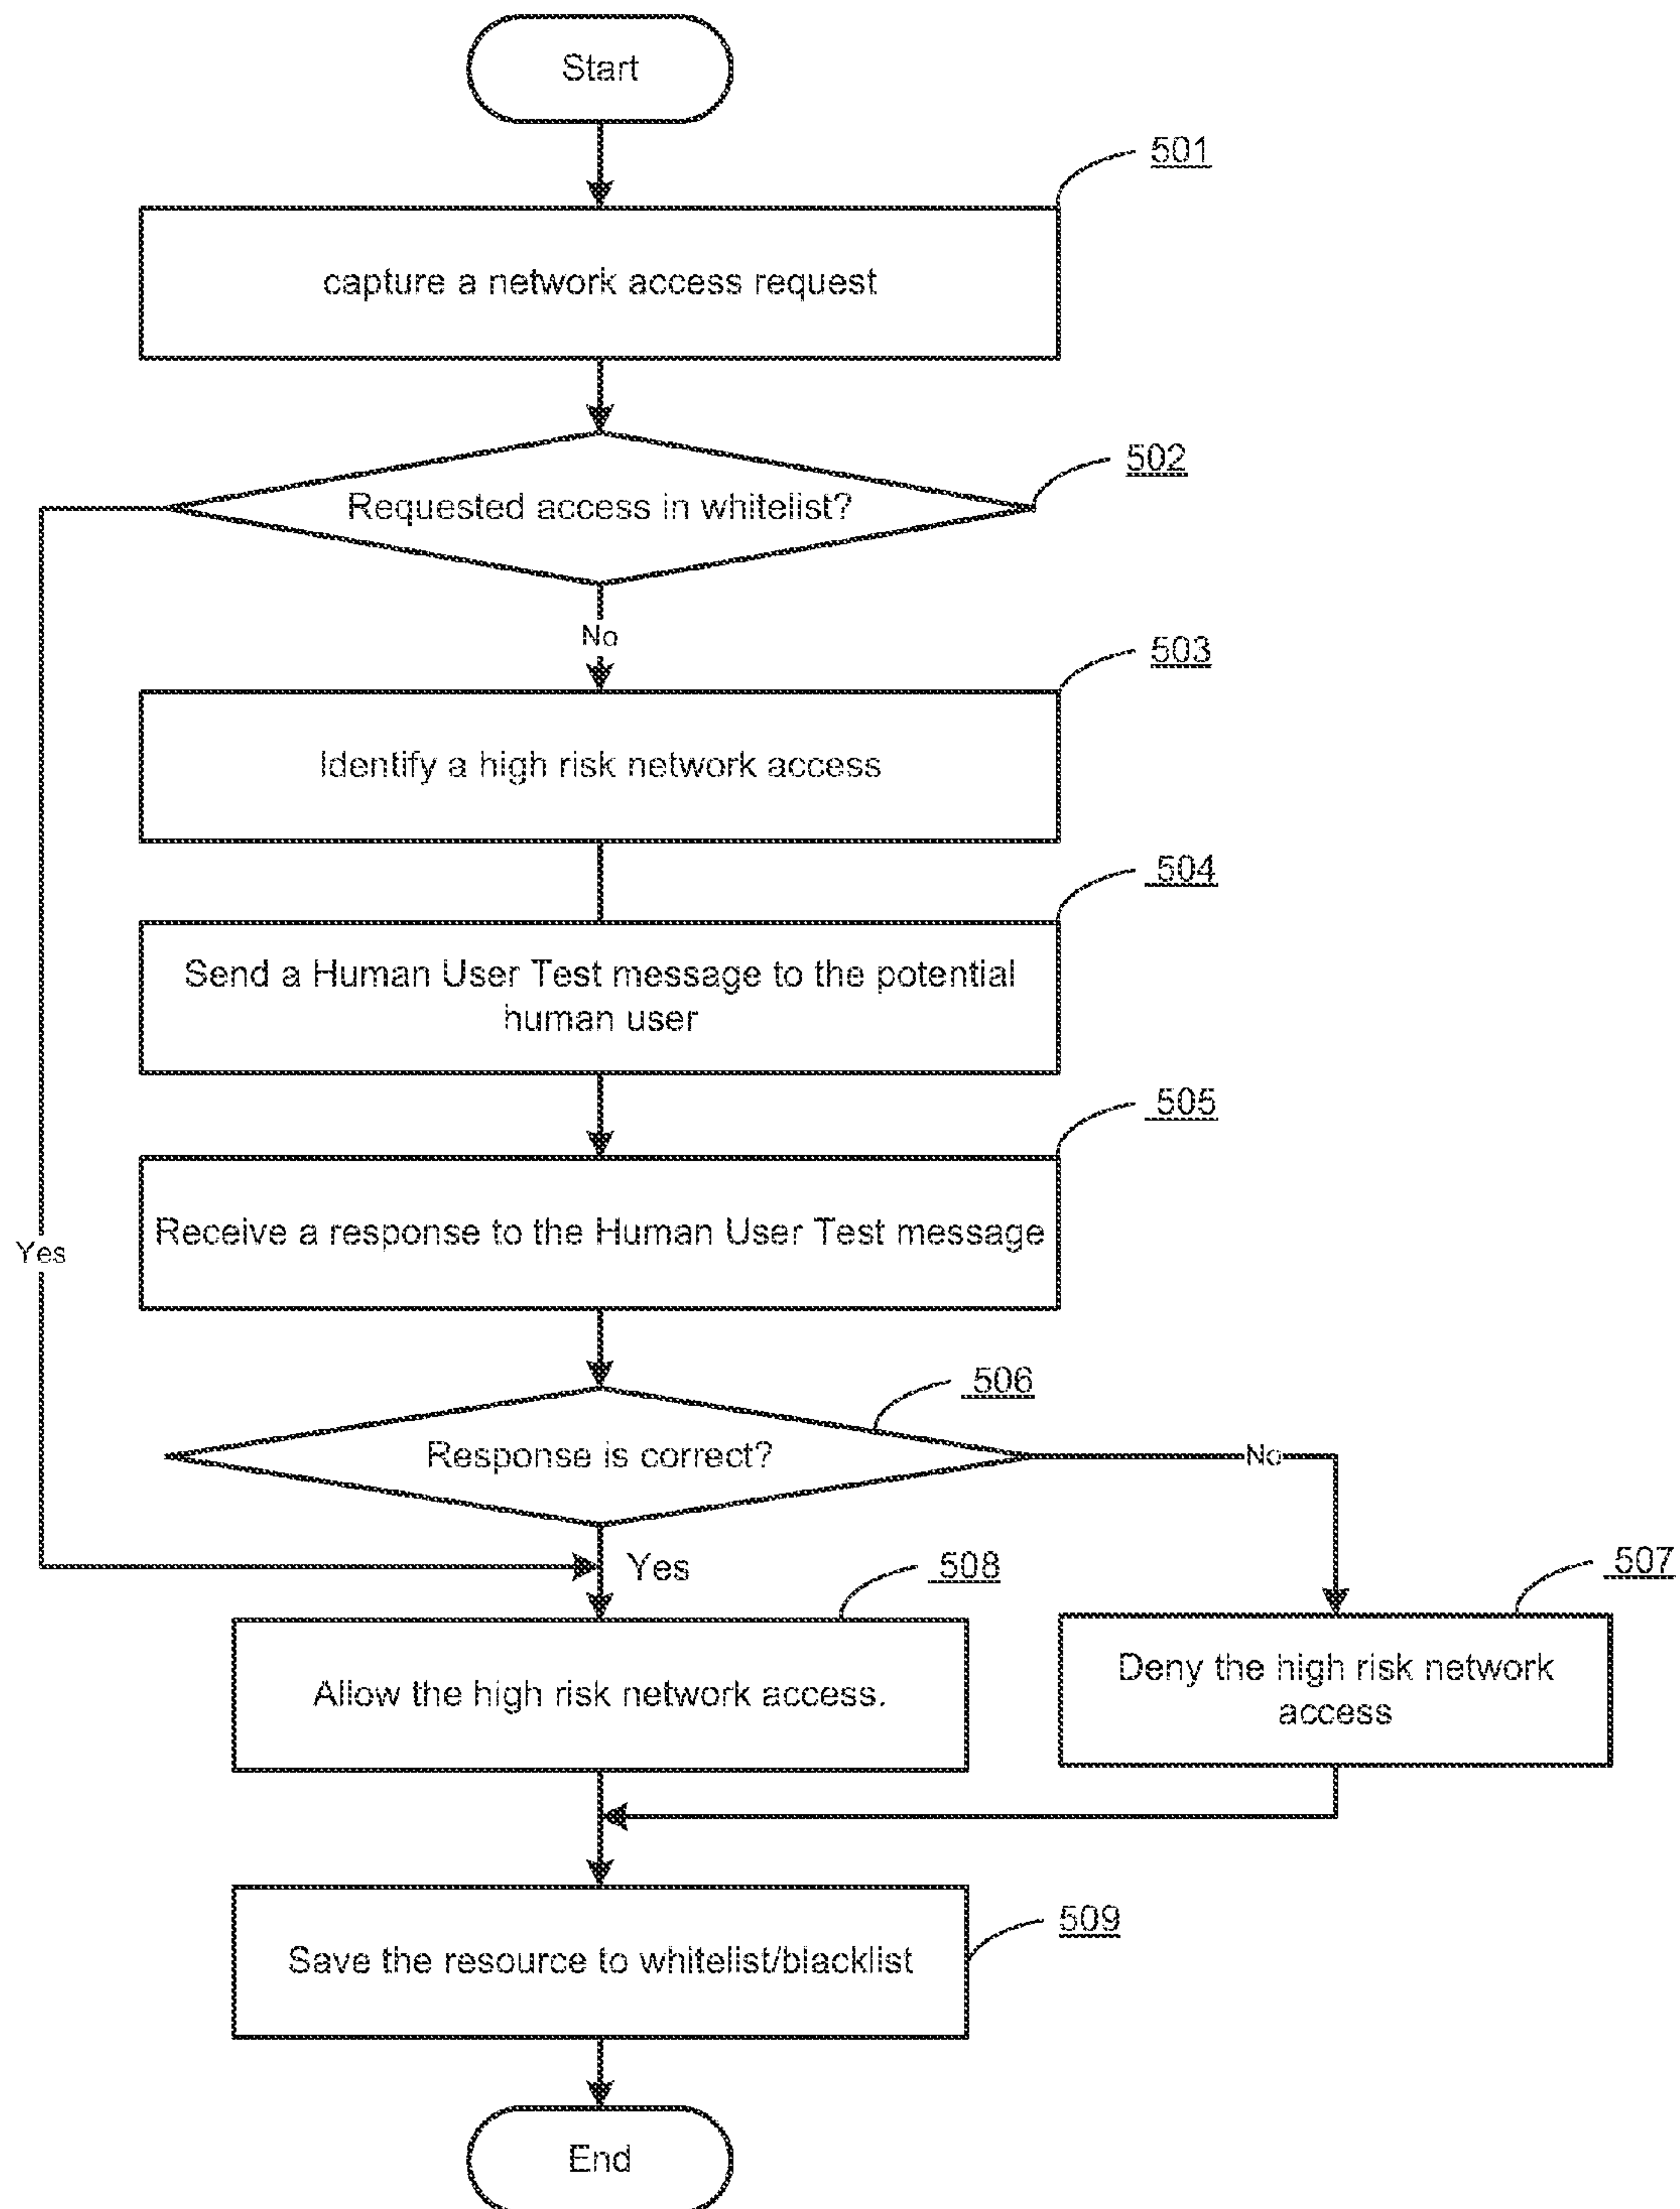 Start
501
capture a network access request
502
Requested access in whitelist?
No
503
Identify a high risk network access
504
Send a Human User Test message to the potential
human user
505
Receive a response to the Human User Test message
Yes
506
Response is correct?
No
Yes
508
507
Allow the high risk network access.
Deny the high risk network
access
509
Save the resource to whitelist/blacklist
End